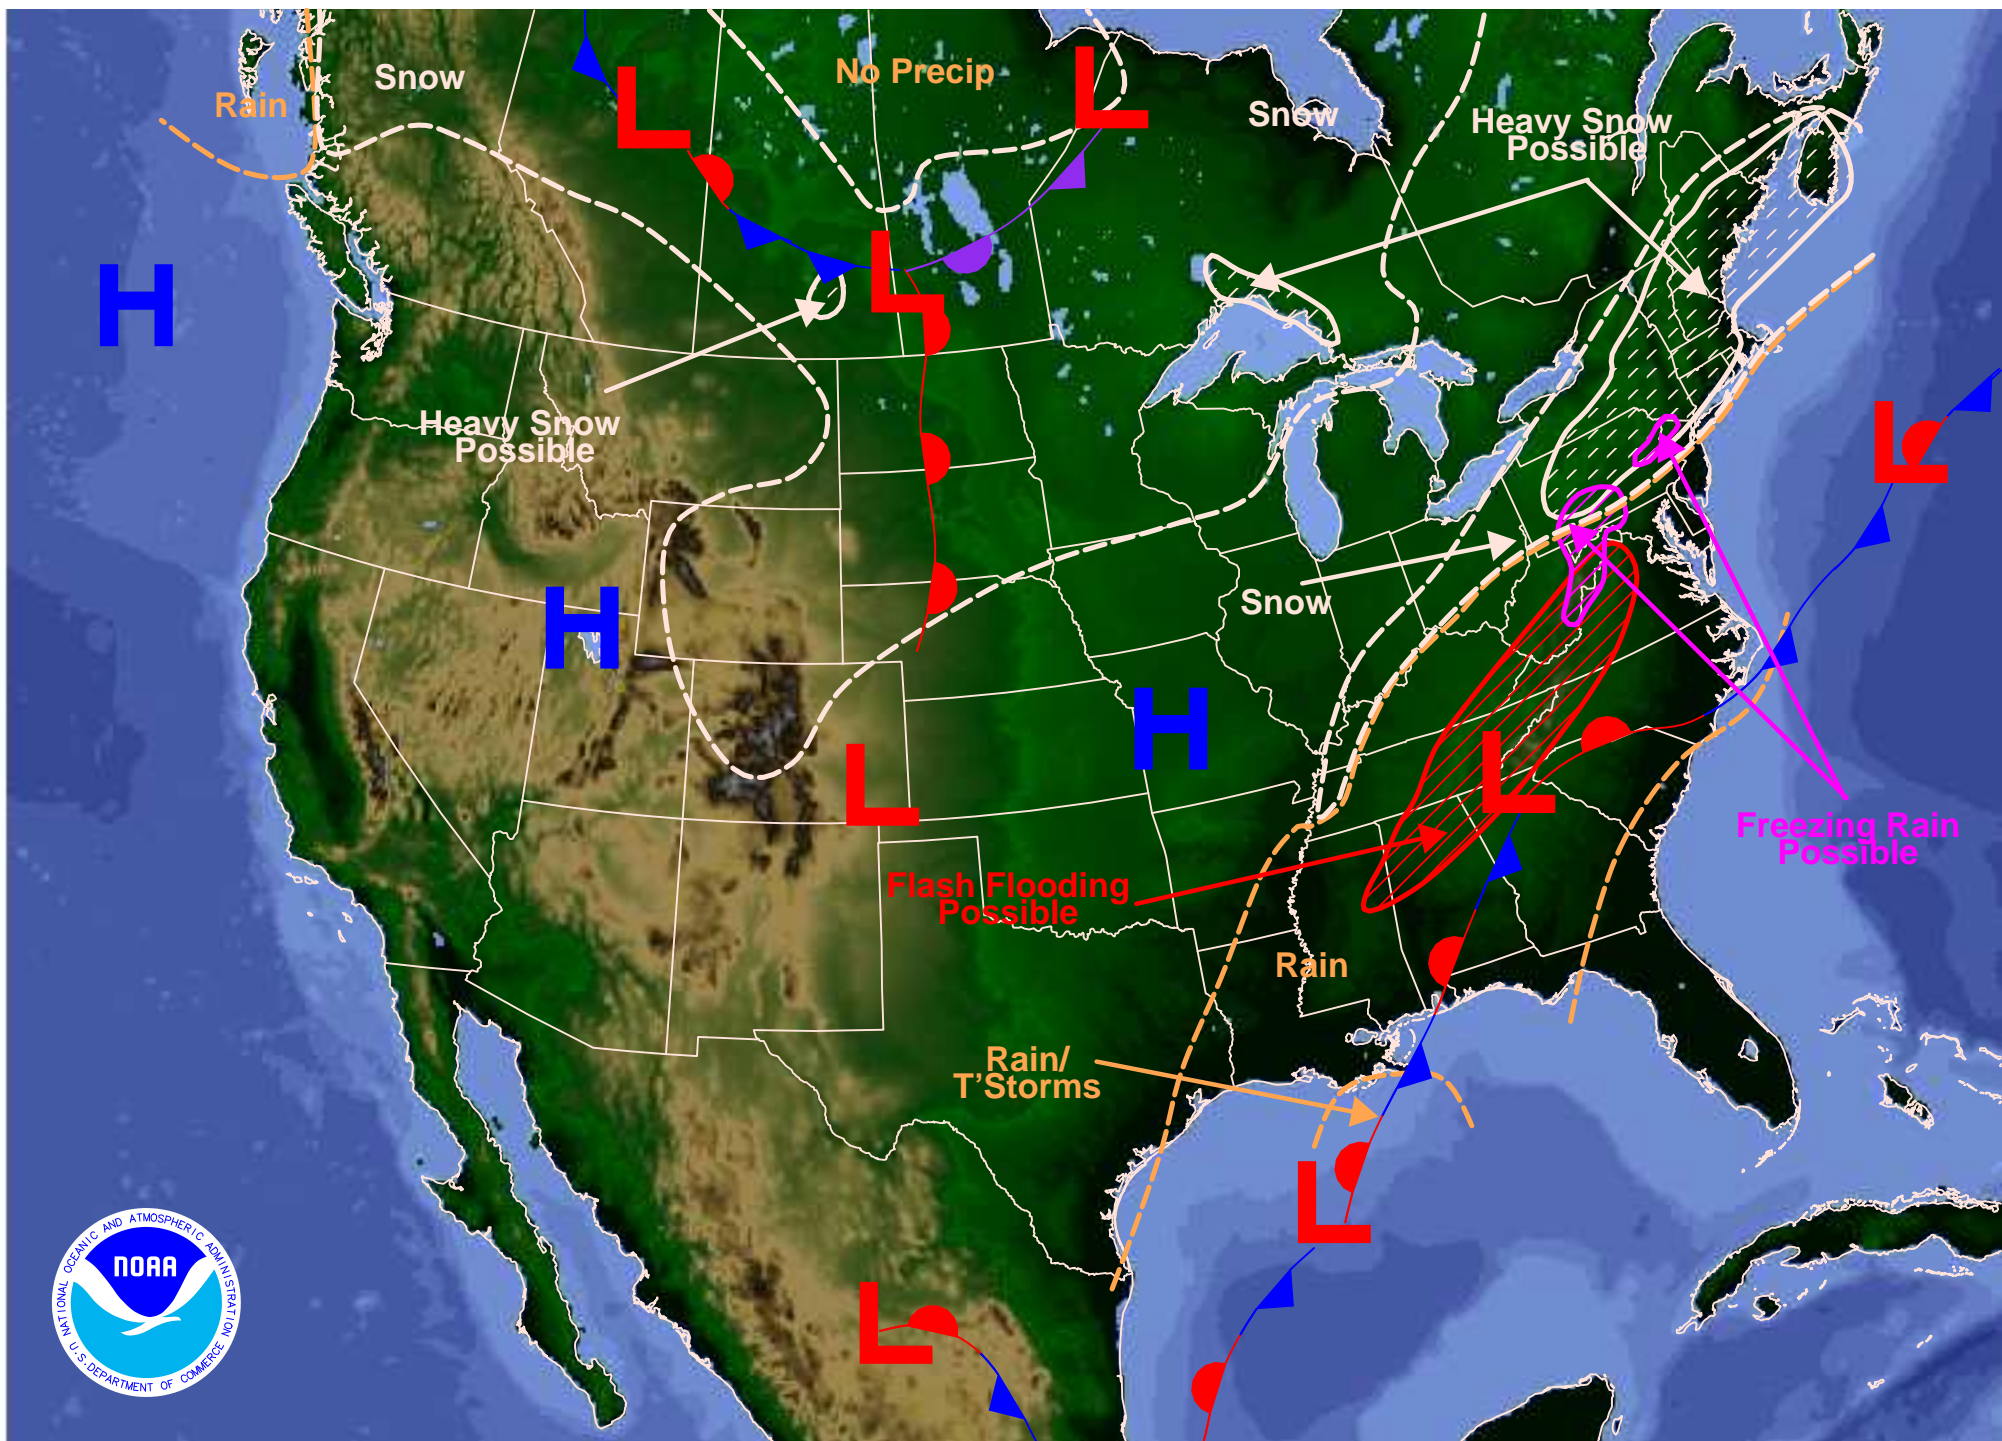 Snow
No Precip
Rain
Snow
Heavy Snow
Possible
L
L
L
H
Heavy Snow
Possible
L
H
Snow
H
L
L
Freezing Rain
Possible
Flash Flooding
Possible
Rain
Rain/
T'Storms
L
L
NATIONAL OCEANIC AND ATMOSPHERIC ADMINISTRATION
NOAA
U.S. DEPARTMENT OF COMMERCE